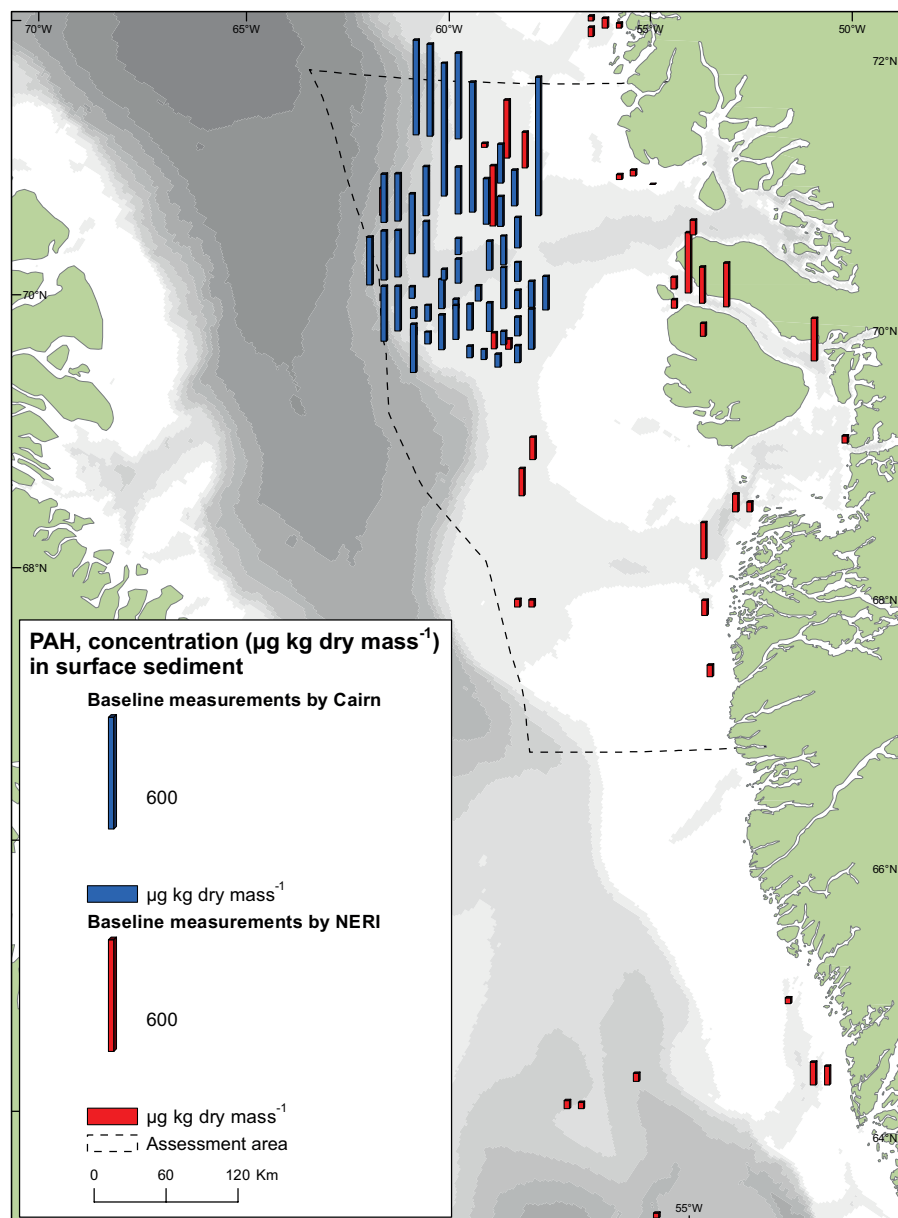 70°W
65°W
60°W
55°W
50°W
72°N
72°N
70°N
70°N
68°N
68°N
66°N
64°N
55°W
PAH, concentration (µg kg dry mass-1)
in surface sediment
Baseline measurements by Cairn
600
µg kg dry mass-1
Baseline measurements by NERI
600
µg kg dry mass-1
Assessment area
0 60 120 Km